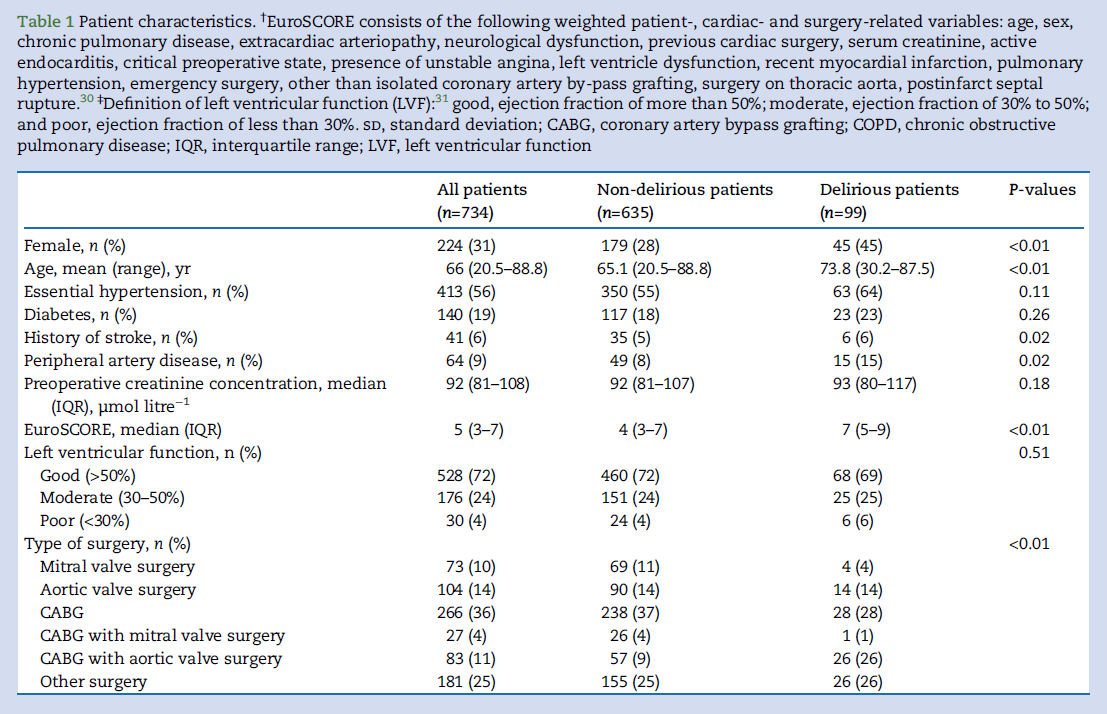 Table 1 Patient characteristics. †EuroSCORE consists of the following weighted patient-, cardiac- and surgery-related variables: age, sex,
chronic pulmonary disease, extracardiac arteriopathy, neurological dysfunction, previous cardiac surgery, serum creatinine, active
endocarditis, critical preoperative state, presence of unstable angina, left ventricle dysfunction, recent myocardial infarction, pulmonary
hypertension, emergency surgery, other than isolated coronary artery by-pass grafting, surgery on thoracic aorta, postinfarct septal
rupture.30 ‡Definition of left ventricular function (LVF):31 good, ejection fraction of more than 50%; moderate, ejection fraction of 30% to 50%;
and poor, ejection fraction of less than 30%. SD, standard deviation; CABG, coronary artery bypass grafting; COPD, chronic obstructive
pulmonary disease; IQR, interquartile range; LVF, left ventricular function
All patients Non-delirious patients Delirious patients P-values
(n=734) (n=635) (n=99)
Female, n (%) 224 (31) 179 (28) 45 (45) <0.01
Age, mean (range), yr 66 (20.5–88.8) 65.1 (20.5–88.8) 73.8 (30.2–87.5) <0.01
Essential hypertension, n (%) 413 (56) 350 (55) 63 (64) 0.11
Diabetes, n (%) 140 (19) 117 (18) 23 (23) 0.26
History of stroke, n (%) 41 (6) 35 (5) 6 (6) 0.02
Peripheral artery disease, n (%) 64 (9) 49 (8) 15 (15) 0.02
Preoperative creatinine concentration, median 92 (81–108) 92 (81–107) 93 (80–117) 0.18
(IQR), µmol litre−1
EuroSCORE, median (IQR) 5 (3–7) 4 (3–7) 7 (5–9) <0.01
Left ventricular function, n (%) 0.51
Good (>50%) 528 (72) 460 (72) 68 (69)
Moderate (30–50%) 176 (24) 151 (24) 25 (25)
Poor (<30%) 30 (4) 24 (4) 6 (6)
Type of surgery, n (%) <0.01
Mitral valve surgery 73 (10) 69 (11) 4 (4)
Aortic valve surgery 104 (14) 90 (14) 14 (14)
CABG 266 (36) 238 (37) 28 (28)
CABG with mitral valve surgery 27 (4) 26 (4) 1 (1)
CABG with aortic valve surgery 83 (11) 57 (9) 26 (26)
Other surgery 181 (25) 155 (25) 26 (26)